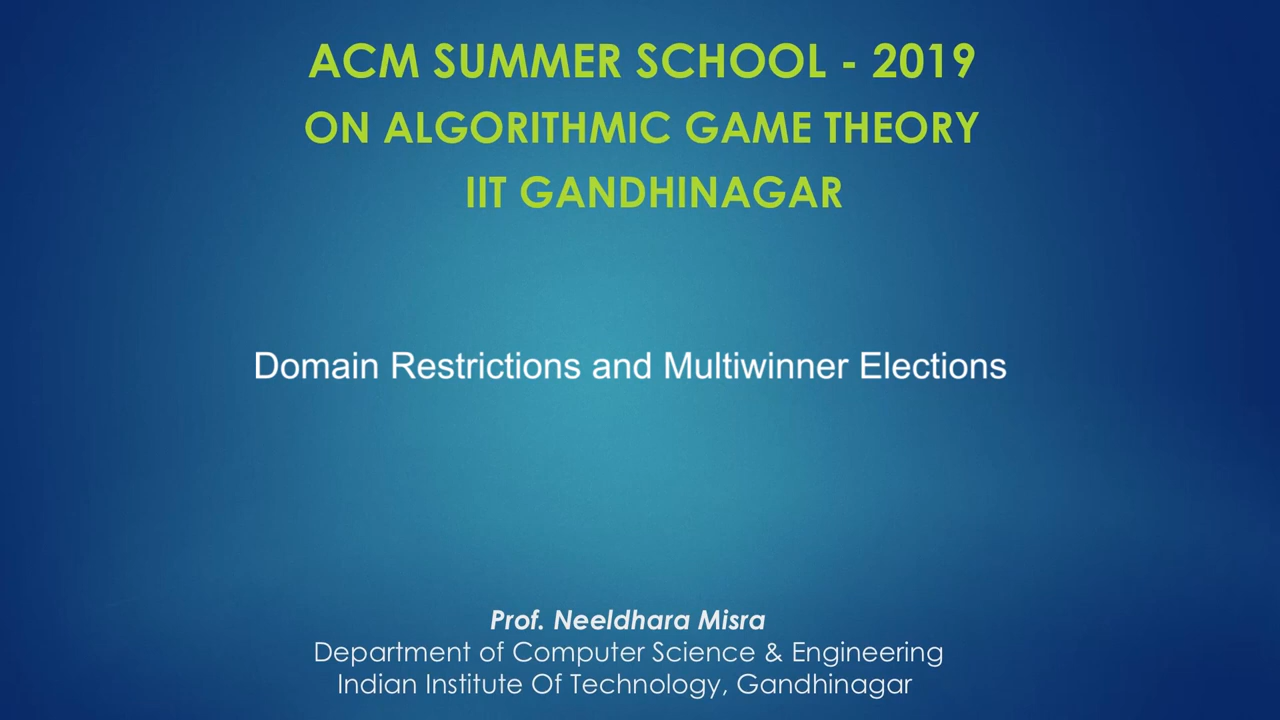 ACM SUMMER SCHOOL - 2019
ON ALGORITHMIC GAME THEORY
IIT GANDHINAGAR
Domain Restrictions and Multiwinner Elections
Prof. Neeldhara Misra
Department of Computer Science & Engineering
Indian Institute Of Technology, Gandhinagar